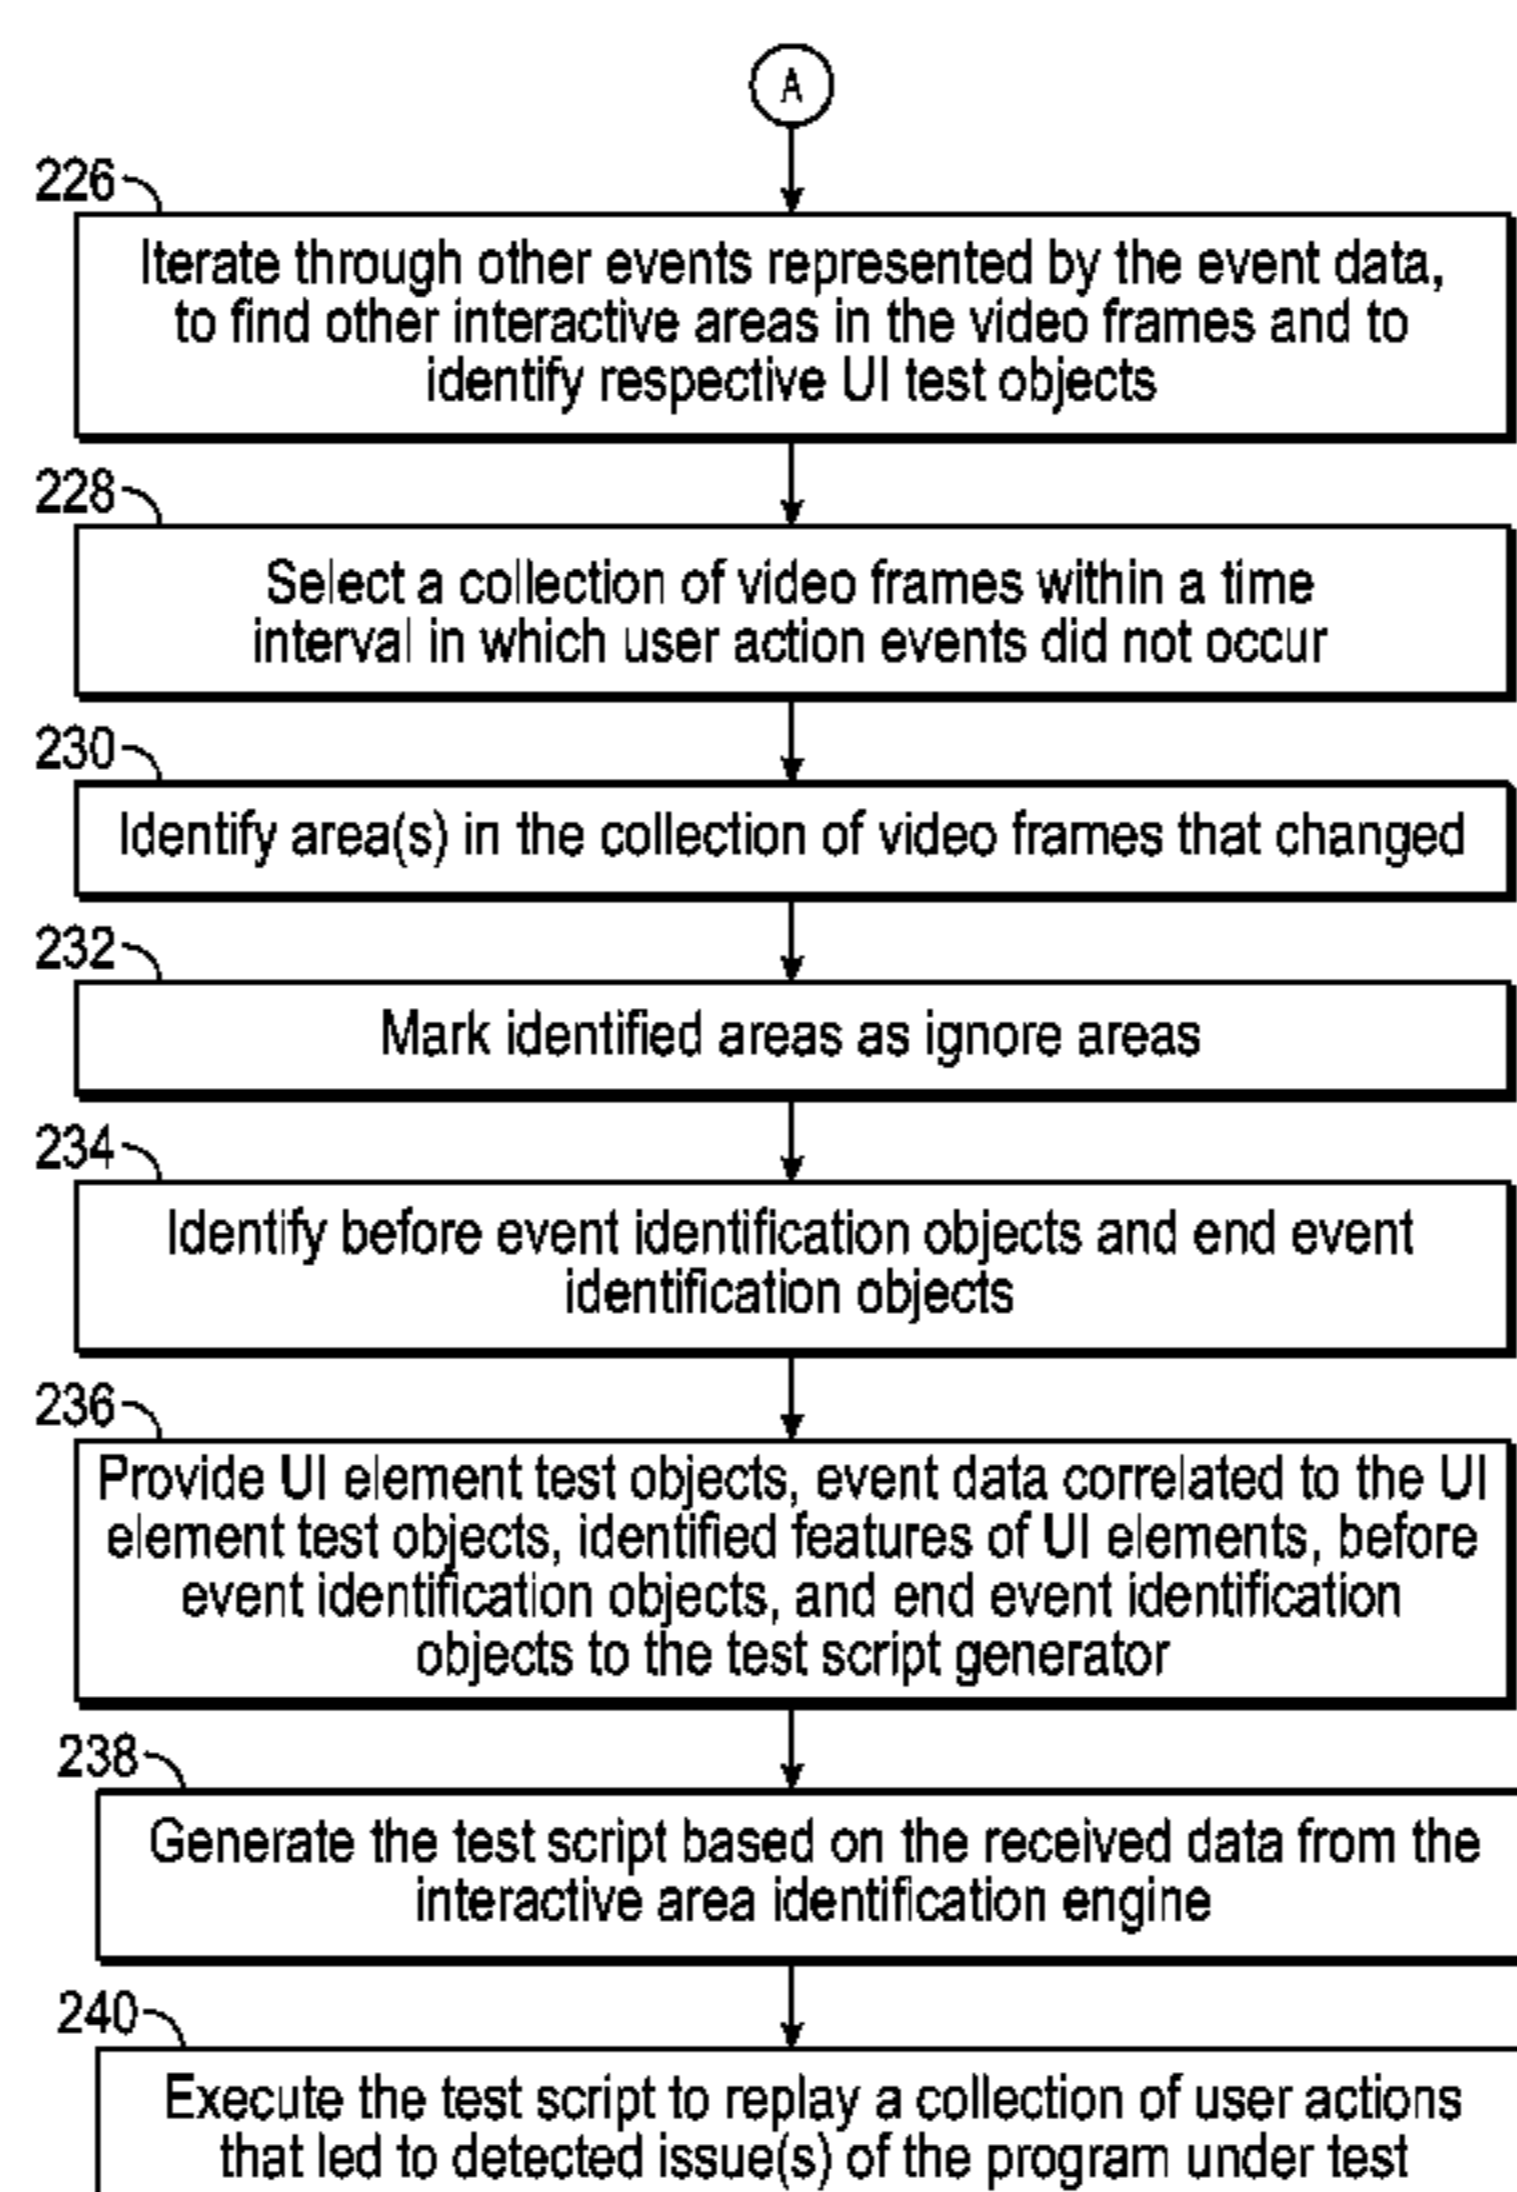 A
226
Iterate through other events represented by the event data,
to find other interactive areas in the video frames and to
identify respective UI test objects
228
Select a collection of video frames within a time
interval in which user action events did not occur
230
Identify area(s) in the collection of video frames that changed
232
Mark identified areas as ignore areas
234
Identify before event identification objects and end event
identification objects
236
Provide UI element test objects, event data correlated to the UI
element test objects, identified features of UI elements, before
event identification objects, and end event identification
objects to the test script generator
238
Generate the test script based on the received data from the
interactive area identification engine
240
Execute the test script to replay a collection of user actions
that led to detected issue(s) of the program under test